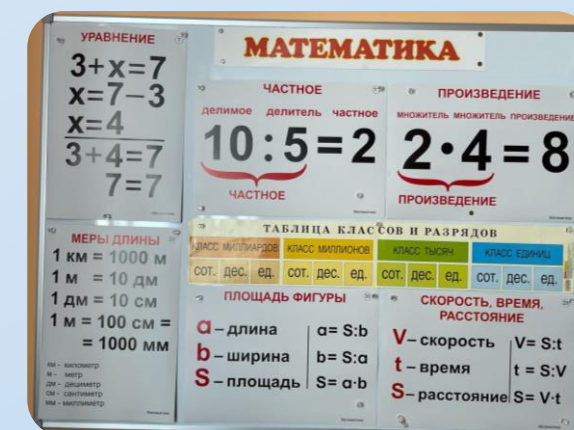 УРАВНЕНИЕ
3+х=7
х=7–3
х=4
3+4=7
7=7
МАТЕМАТИКА
ЧАСТНОЕ
делимое делитель частное
10:5=2
ЧАСТНОЕ
ПРОИЗВЕДЕНИЕ
множитель множитель произведение
2·4=8
ПРОИЗВЕДЕНИЕ
МЕРЫ ДЛИНЫ
1 км = 1000 м
1 м = 10 дм
1 дм = 10 см
1 м = 100 см =
= 1000 мм
км - километр
м - метр
дм - дециметр
см - сантиметр
мм - миллиметр
ТАБЛИЦА КЛАССОВ И РАЗРЯДОВ
КЛАСС МИЛЛИАРДОВ КЛАСС МИЛЛИОНОВ КЛАСС ТЫСЯЧ КЛАСС ЕДИНИЦ
сот. дес. ед. сот. дес. ед. сот. дес. ед. сот. дес. ед.
ПЛОЩАДЬ ФИГУРЫ
a – длина a= S:b
b – ширина b= S:a
S – площадь S= a·b
СКОРОСТЬ, ВРЕМЯ,
РАССТОЯНИЕ
V – скорость V= S:t
t – время t = S:V
S – расстояние S= V·t